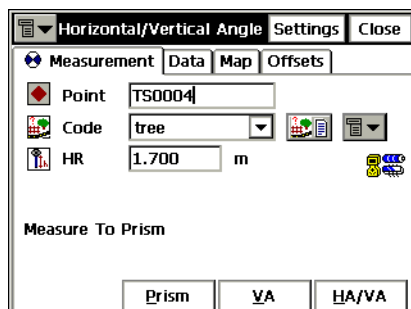 Horizontal/Vertical Angle Settings Close
Measurement Data Map Offsets
Point TS0004
Code tree
HR 1.700 m
Measure To Prism
Prism VA HA/VA